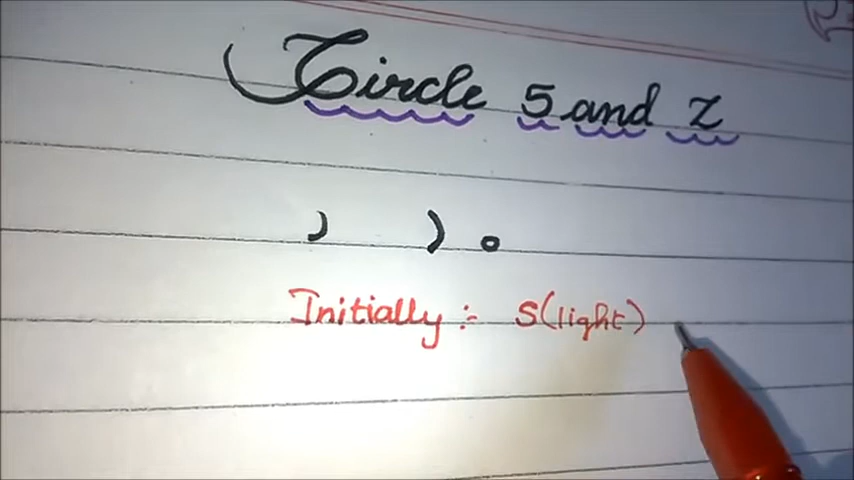 Circle S and Z
Initially :- S(light)